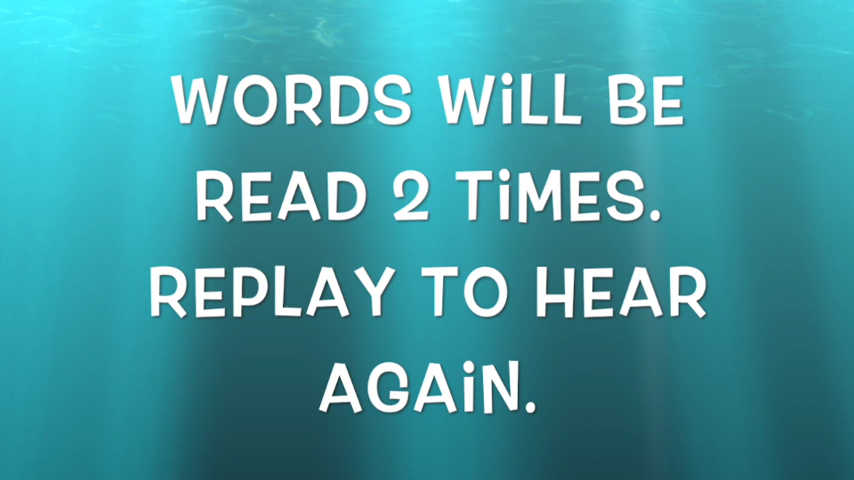 WORDS WiLL BE
READ 2 TiMES.
REPLAY TO HEAR
AGAiN.